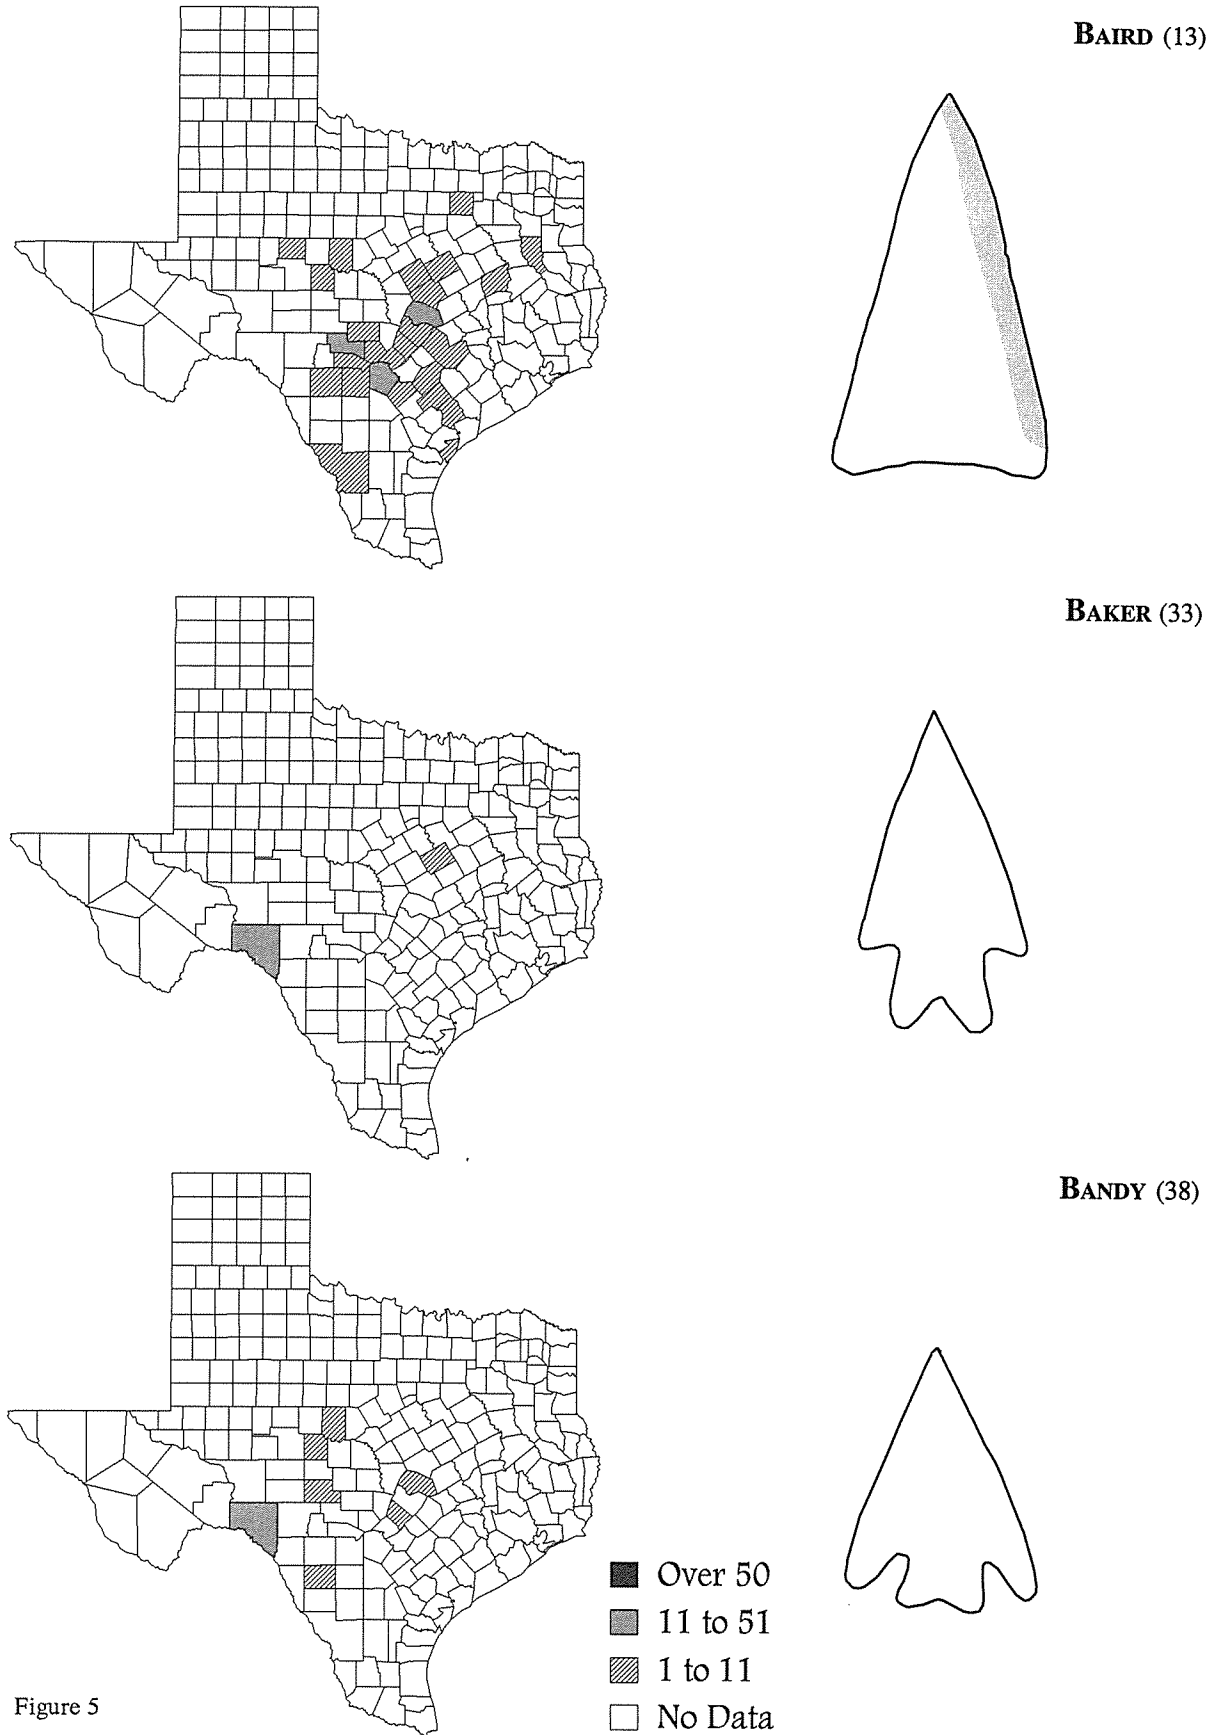 BAIRD (13)
BAKER (33)
BANDY (38)
Over 50
11 to 51
1 to 11
No Data
Figure 5